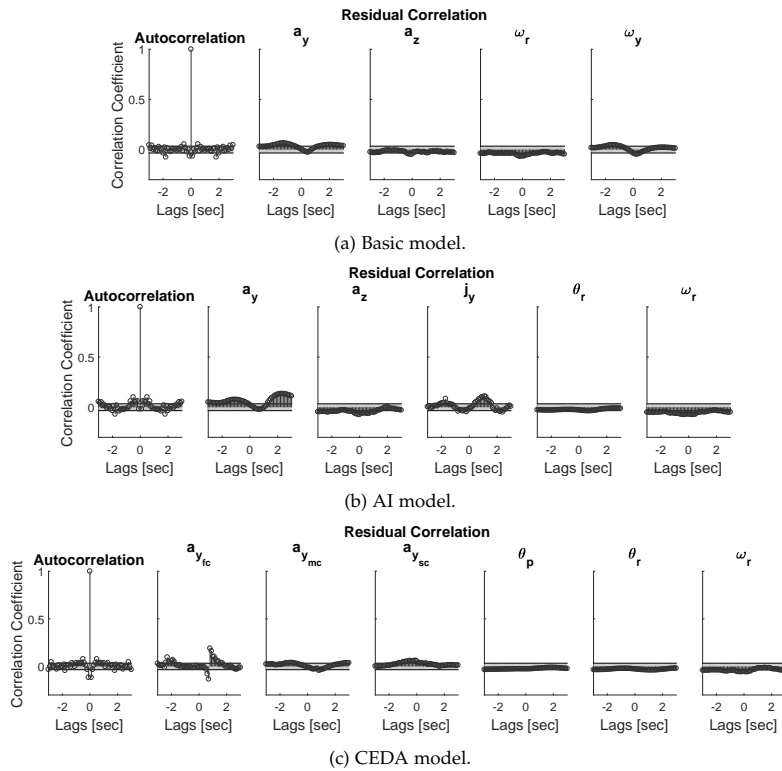 Residual Correlation
Autocorrelation a_y a_z ω_r ω_y
Correlation Coefficient
1
0.5
0
-2 0 2 -2 0 2 -2 0 2 -2 0 2 -2 0 2
Lags [sec] Lags [sec] Lags [sec] Lags [sec] Lags [sec]
(a) Basic model.
Residual Correlation
Autocorrelation a_y a_z j_y θ_r ω_r
Correlation Coefficient
1
0.5
0
-2 0 2 -2 0 2 -2 0 2 -2 0 2 -2 0 2 -2 0 2
Lags [sec] Lags [sec] Lags [sec] Lags [sec] Lags [sec] Lags [sec]
(b) AI model.
Residual Correlation
Autocorrelation a_y_fc a_y_mc a_y_sc θ_p θ_r ω_r
Correlation Coefficient
1
0.5
0
-2 0 2 -2 0 2 -2 0 2 -2 0 2 -2 0 2 -2 0 2 -2 0 2
Lags [sec] Lags [sec] Lags [sec] Lags [sec] Lags [sec] Lags [sec] Lags [sec]
(c) CEDA model.